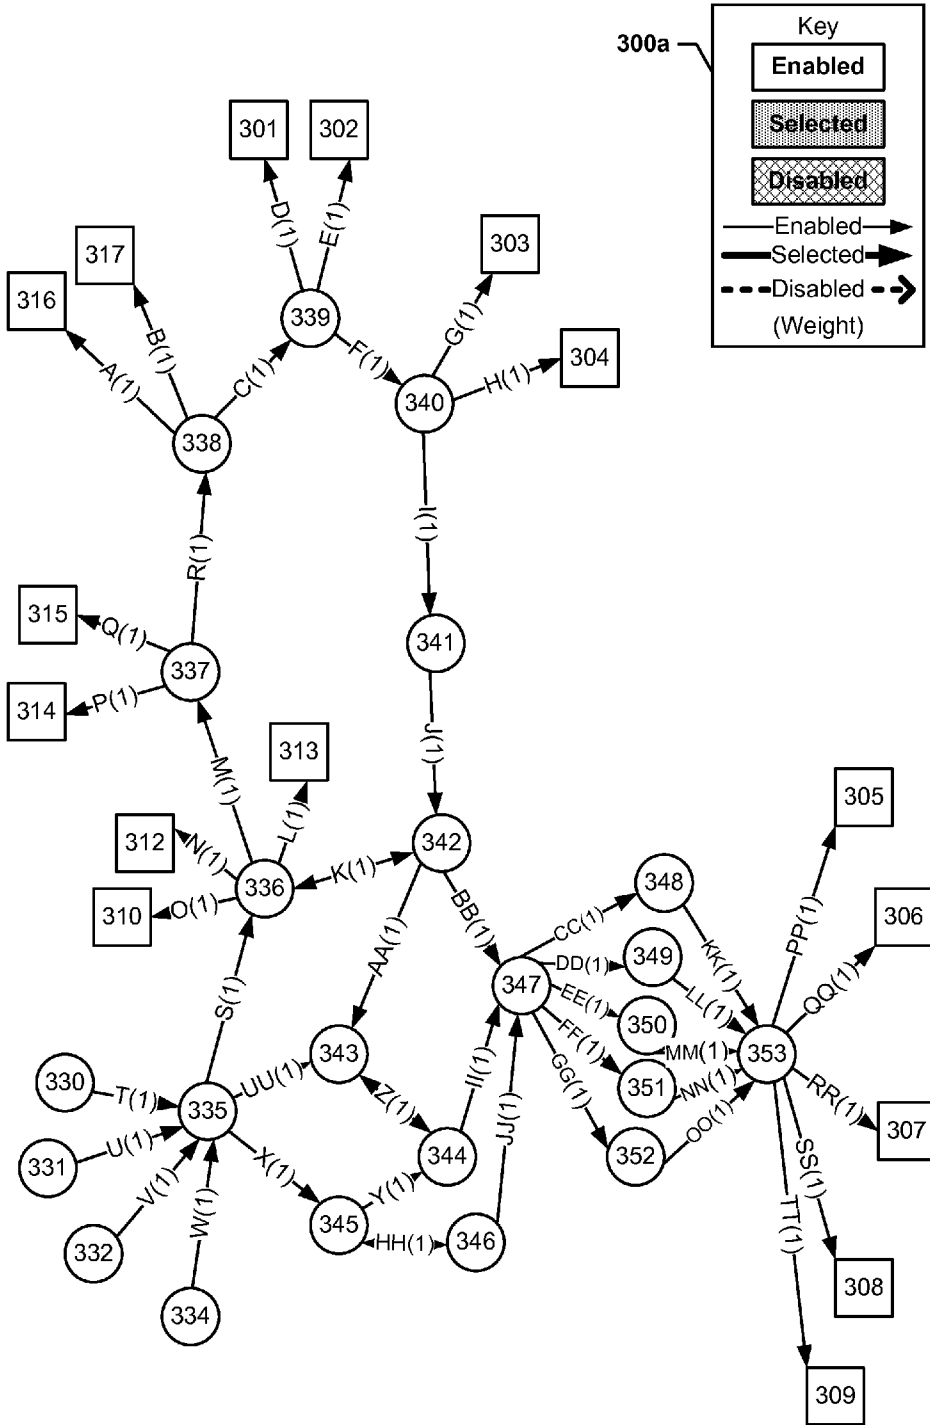 300a
Key
Enabled
Selected
Disabled
Enabled
Selected
Disabled
(Weight)
301
302
D(1)
E(1)
317
303
316
339
B(1)
G(1)
A(1)
C(1)
F(1)
304
H(1)
340
338
I(1)
R(1)
315
Q(1)
341
337
314
P(1)
J(1)
313
M(1)
305
L(1)
312
N(1)
342
K(1)
336
348
310
O(1)
BB(1)
CC(1)
306
PP(1)
AA(1)
KK(1)
349
DD(1)
347
EE(1)
LL(1)
QQ(1)
S(1)
350
FF(1)
II(1)
343
MM(1)
353
UU(1)
GG(1)
330
T(1)
NN(1)
RR(1)
351
Z(1)
335
JJ(1)
OO(1)
307
U(1)
331
X(1)
344
352
SS(1)
V(1)
Y(1)
W(1)
TT(1)
345
HH(1)
346
332
308
334
309